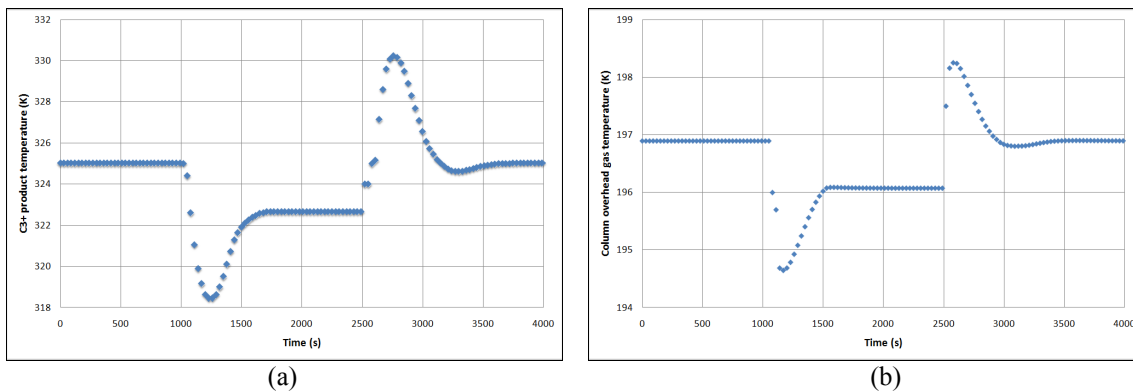 332
330
328
326
324
322
320
318
C3+ product temperature (K)
0 500 1000 1500 2000 2500 3000 3500 4000
Time (s)
(a)
199
198
197
196
195
194
Column overhead gas temperature (K)
0 500 1000 1500 2000 2500 3000 3500 4000
Time (s)
(b)